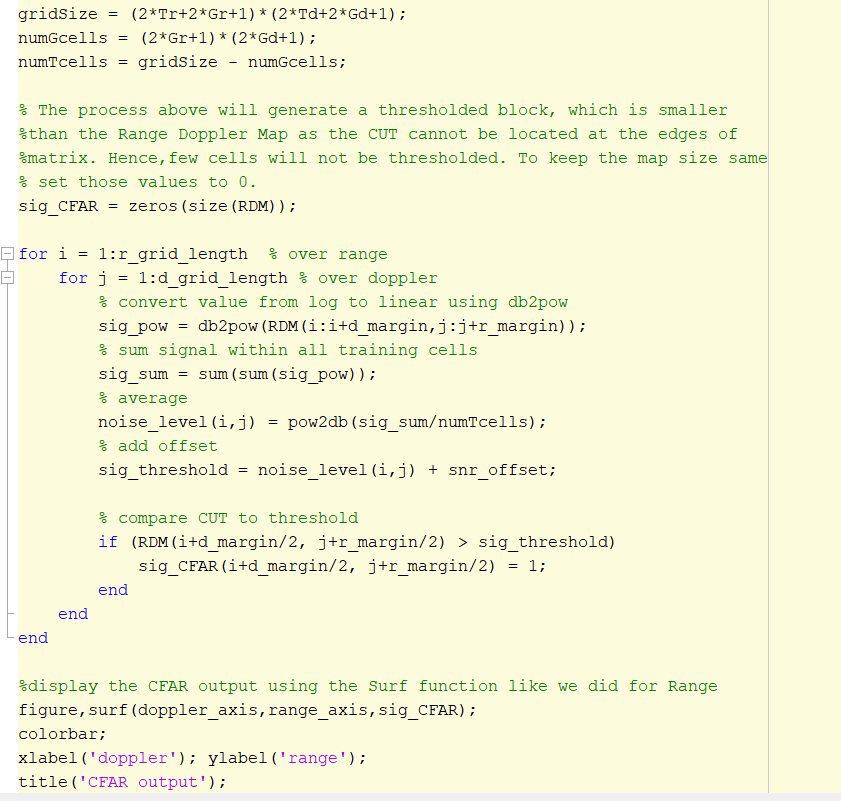 gridSize = (2*Tr+2*Gr+1)*(2*Td+2*Gd+1);
numGcells = (2*Gr+1)*(2*Gd+1);
numTcells = gridSize - numGcells;
% The process above will generate a thresholded block, which is smaller
%than the Range Doppler Map as the CUT cannot be located at the edges of
%matrix. Hence,few cells will not be thresholded. To keep the map size same
% set those values to 0.
sig_CFAR = zeros(size(RDM));
for i = 1:r_grid_length  % over range
    for j = 1:d_grid_length % over doppler
        % convert value from log to linear using db2pow
        sig_pow = db2pow(RDM(i:i+d_margin,j:j+r_margin));
        % sum signal within all training cells
        sig_sum = sum(sum(sig_pow));
        % average
        noise_level(i,j) = pow2db(sig_sum/numTcells);
        % add offset
        sig_threshold = noise_level(i,j) + snr_offset;
        % compare CUT to threshold
        if (RDM(i+d_margin/2, j+r_margin/2) > sig_threshold)
            sig_CFAR(i+d_margin/2, j+r_margin/2) = 1;
        end
    end
end
%display the CFAR output using the Surf function like we did for Range
figure,surf(doppler_axis,range_axis,sig_CFAR);
colorbar;
xlabel('doppler'); ylabel('range');
title('CFAR output');